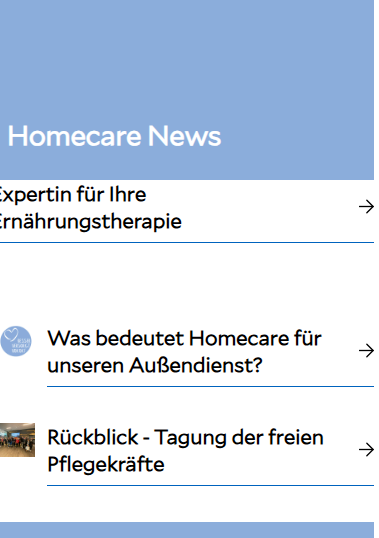 Homecare News
Expertin für Ihre
Ernährungstherapie
Was bedeutet Homecare für
unseren Außendienst?
Rückblick - Tagung der freien
Pflegekräfte